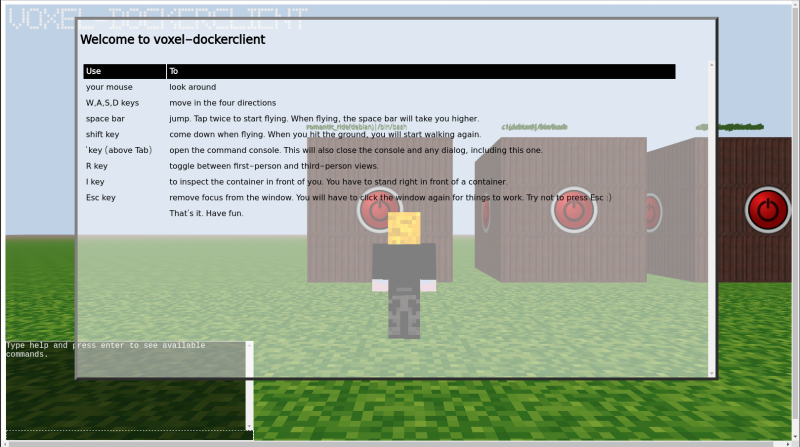 VOXEL-DOCKERCLIENT
Welcome to voxel-dockerclient
Use To
your mouse look around
W,A,S,D keys move in the four directions
space bar jump. Tap twice to start flying. When flying, the space bar will take you higher.
romantic_ride(debian)|/bin/bash c1(debian)|/bin/bash
shift key come down when flying. When you hit the ground, you will start walking again.
`key (above Tab) open the command console. This will also close the console and any dialog, including this one.
R key toggle between first-person and third-person views.
I key to inspect the container in front of you. You have to stand right in front of a container.
Esc key remove focus from the window. You will have to click the window again for things to work. Try not to press Esc :)
That's it. Have fun.
Type help and press enter to see available
commands.